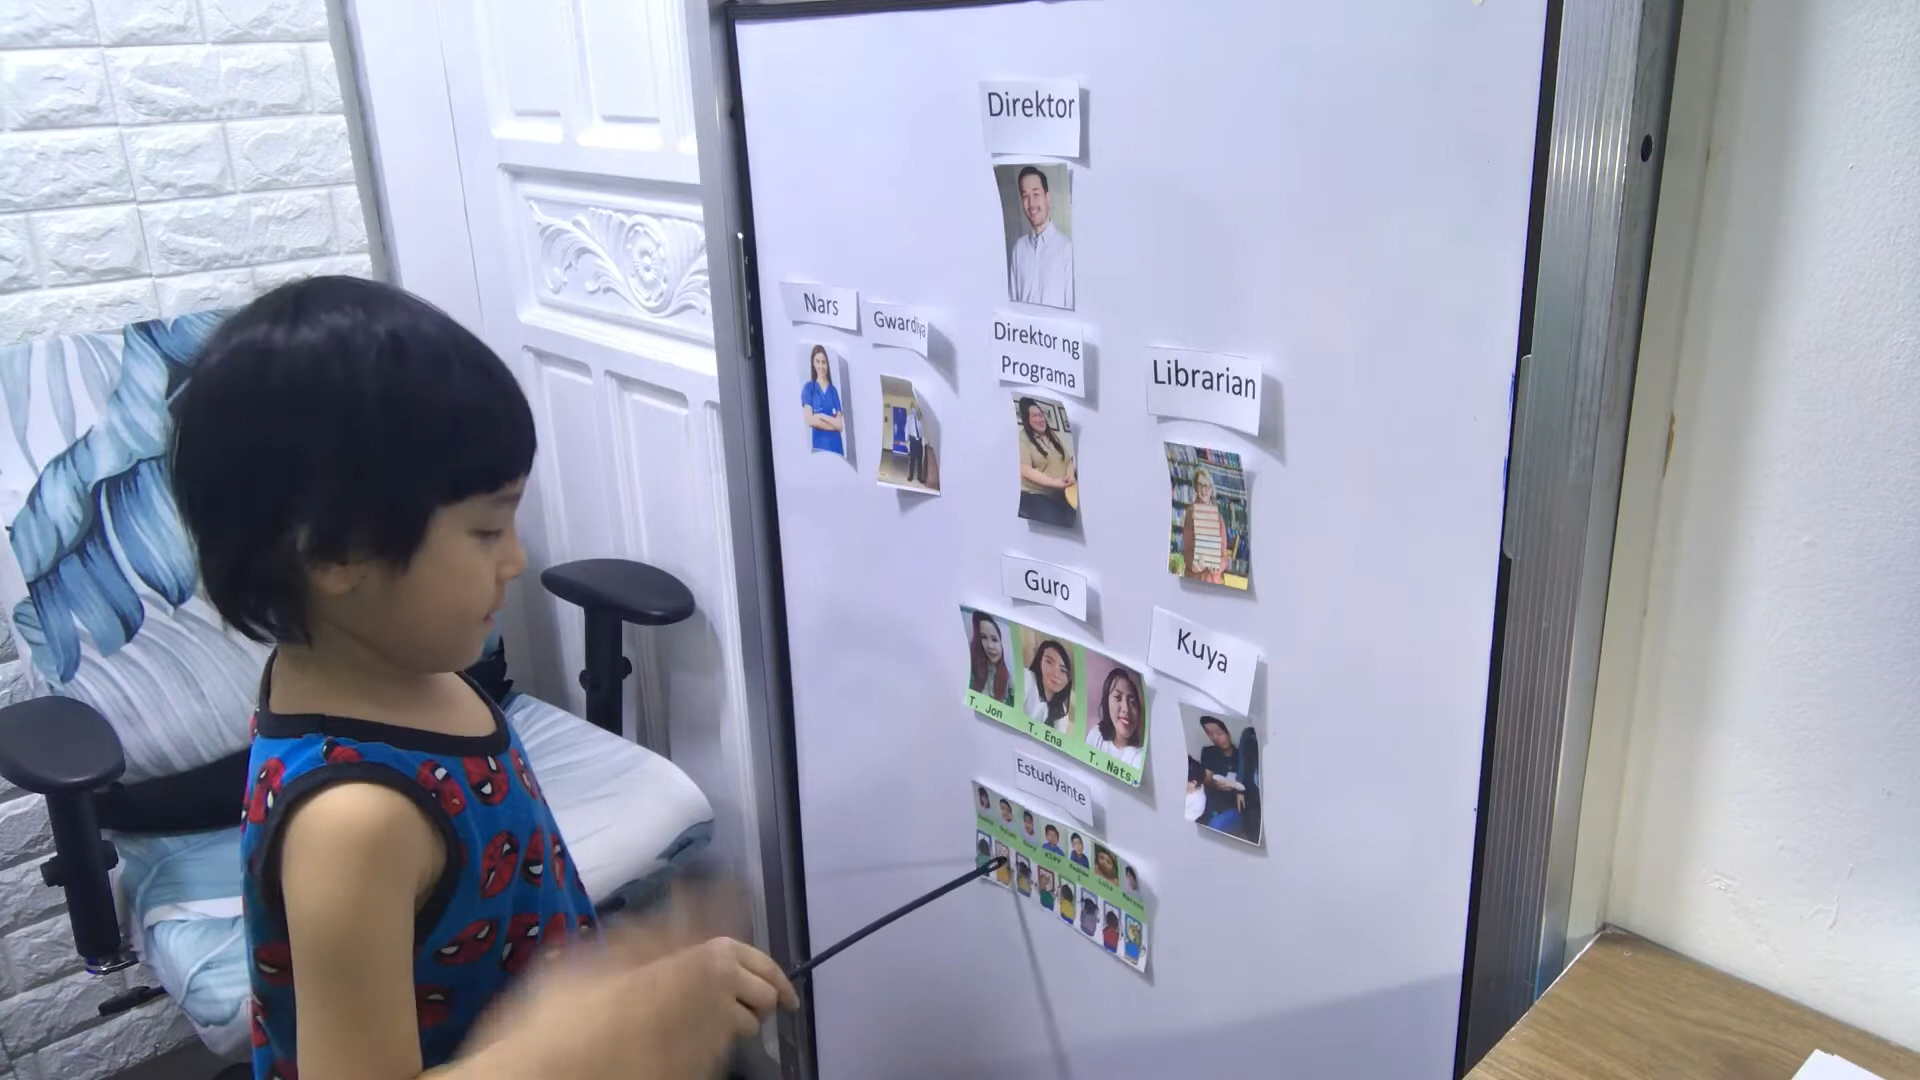 Direktor
Nars
Gwardiya
Direktor ng
Programa
Librarian
Guro
Kuya
T. Jon
T. Ena
T. Nats
Estudyante